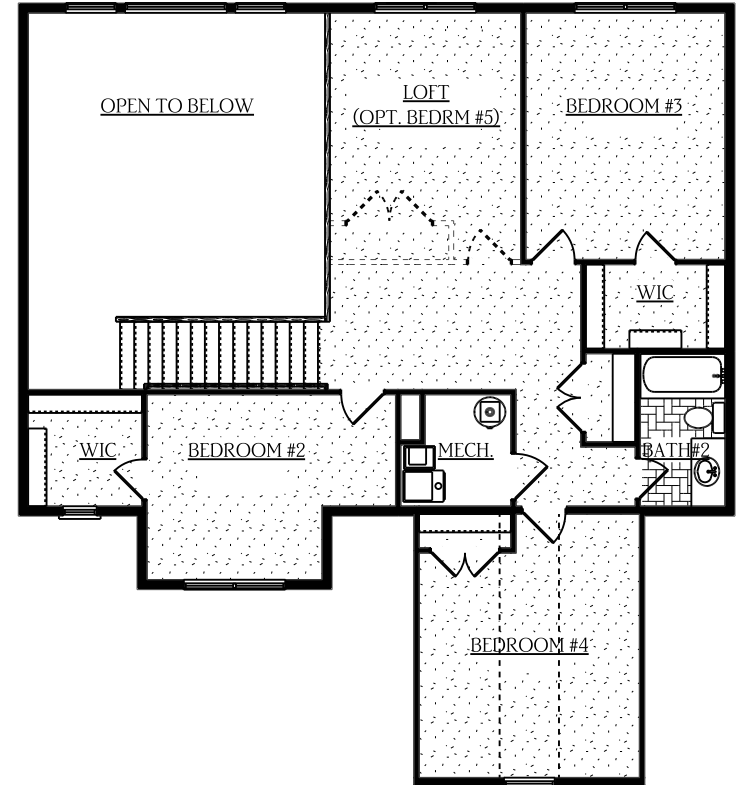 OPEN TO BELOW
LOFT
(OPT. BEDRM #5)
BEDROOM #3
WIC
WIC
BEDROOM #2
MECH.
BATH#2
BEDROOM #4